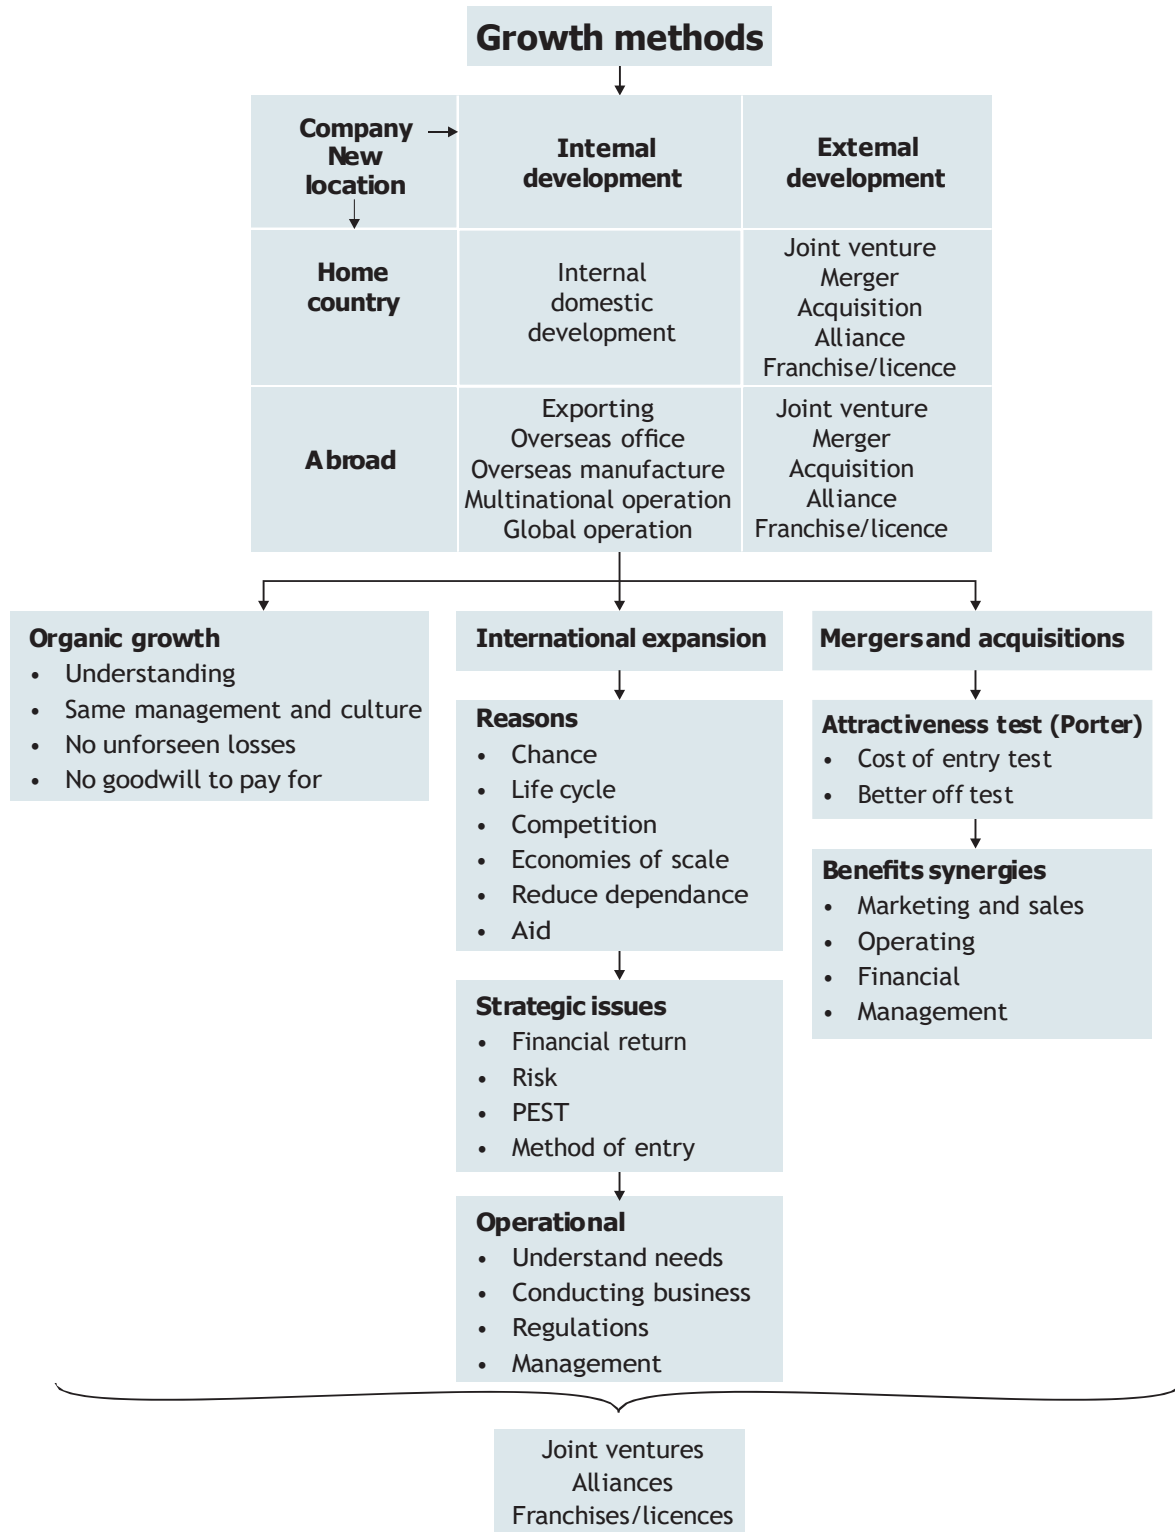 Growth methods
Company
New
location
Internal
development
External
development
Home
country
Internal
domestic
development
Joint venture
Merger
Acquisition
Alliance
Franchise/licence
Abroad
Exporting
Overseas office
Overseas manufacture
Multinational operation
Global operation
Joint venture
Merger
Acquisition
Alliance
Franchise/licence
Organic growth
• Understanding
• Same management and culture
• No unforseen losses
• No goodwill to pay for
International expansion
Reasons
• Chance
• Life cycle
• Competition
• Economies of scale
• Reduce dependance
• Aid
Strategic issues
• Financial return
• Risk
• PEST
• Method of entry
Operational
• Understand needs
• Conducting business
• Regulations
• Management
Mergers and acquisitions
Attractiveness test (Porter)
• Cost of entry test
• Better off test
Benefits synergies
• Marketing and sales
• Operating
• Financial
• Management
Joint ventures
Alliances
Franchises/licences